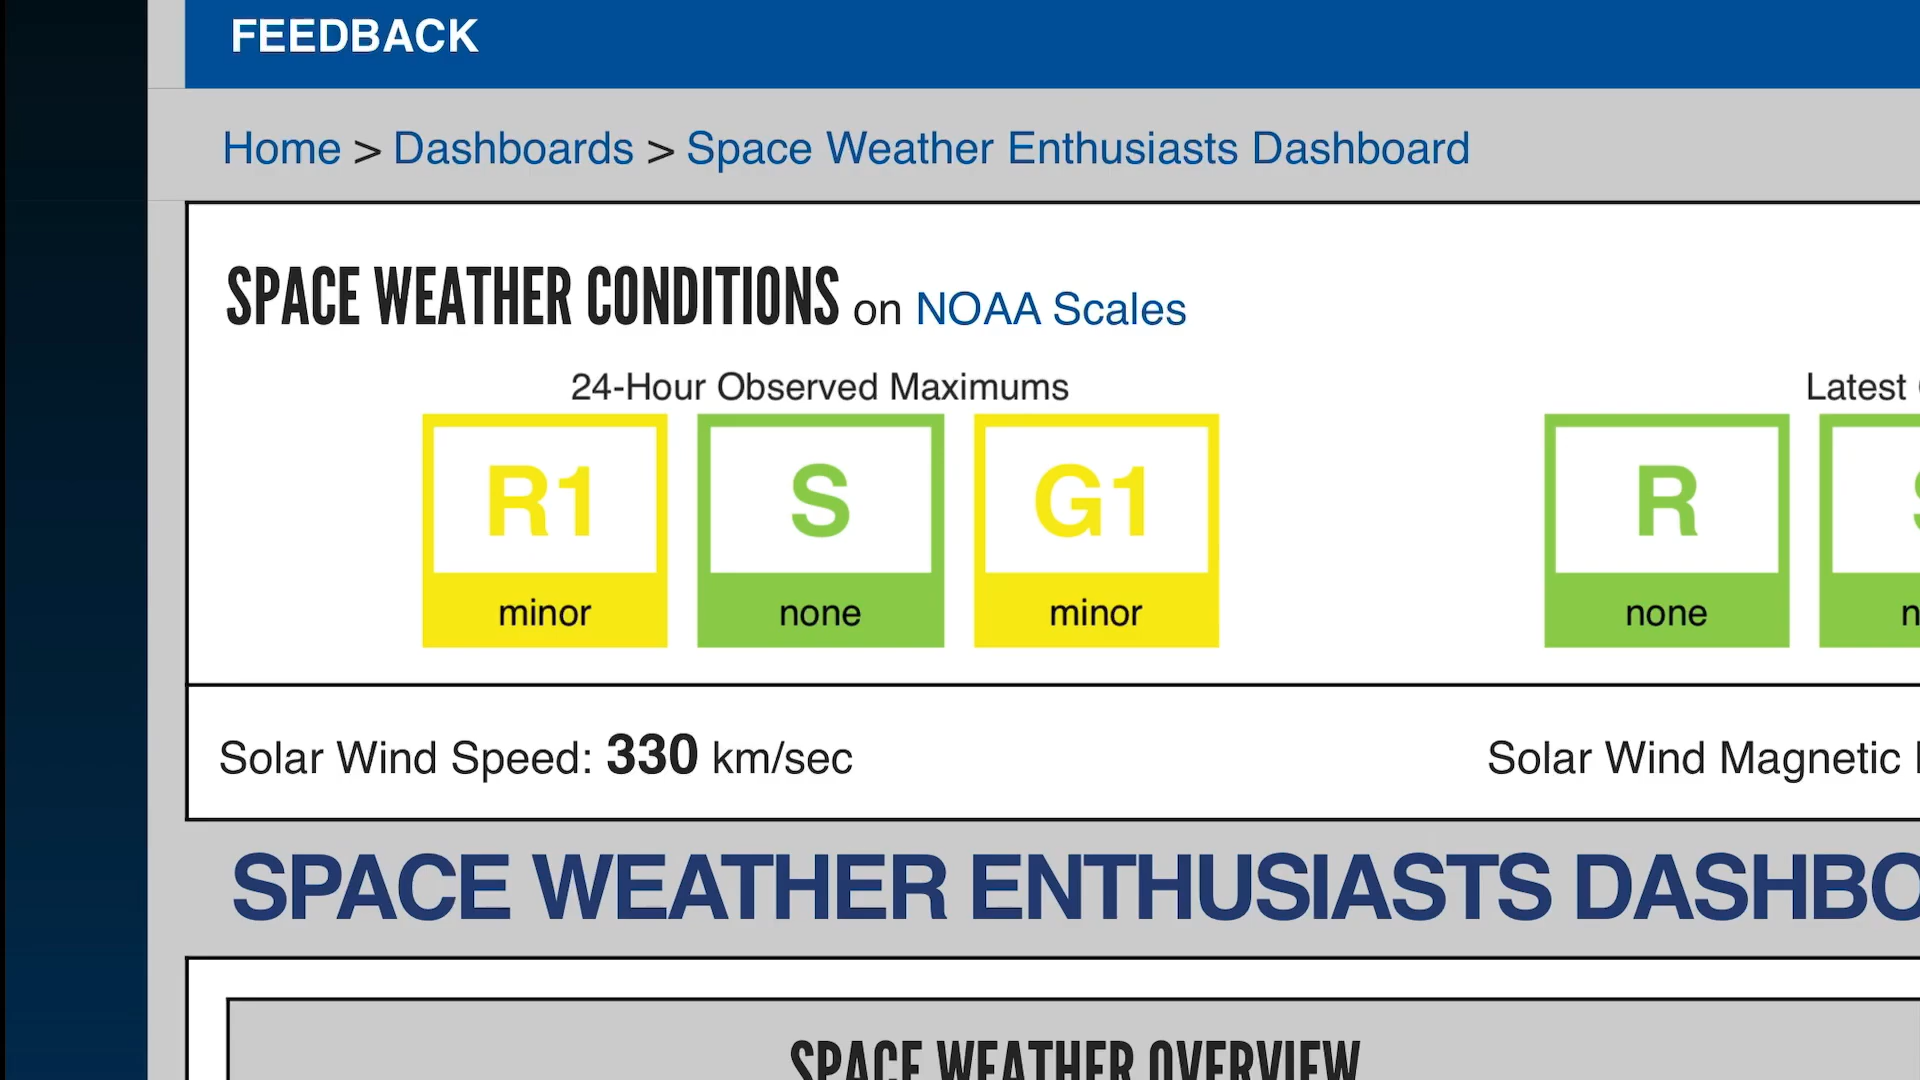 FEEDBACK
Home > Dashboards > Space Weather Enthusiasts Dashboard
SPACE WEATHER CONDITIONS on NOAA Scales
24-Hour Observed Maximums
Latest
R1
S
G1
R
minor
none
minor
none
Solar Wind Speed: 330 km/sec
Solar Wind Magnetic
SPACE WEATHER ENTHUSIASTS
SPACE WEATHER OVERVIEW